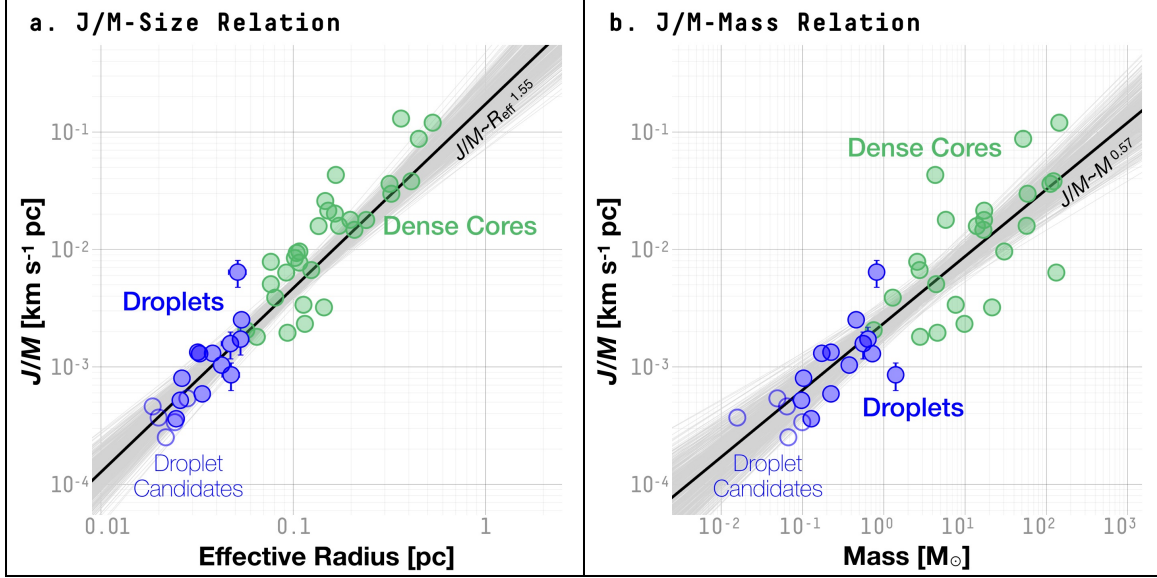 a. J/M-Size Relation
10⁻¹
10⁻²
10⁻³
10⁻⁴
J/M [km s⁻¹ pc]
J/M~R_eff^1.55
Dense Cores
Droplets
Droplet
Candidates
0.01
0.1
1
Effective Radius [pc]
b. J/M-Mass Relation
10⁻¹
10⁻²
10⁻³
10⁻⁴
J/M [km s⁻¹ pc]
Dense Cores
J/M~M^0.57
Droplets
Droplet
Candidates
10⁻²
10⁻¹
10⁰
10¹
10²
10³
Mass [M☉]